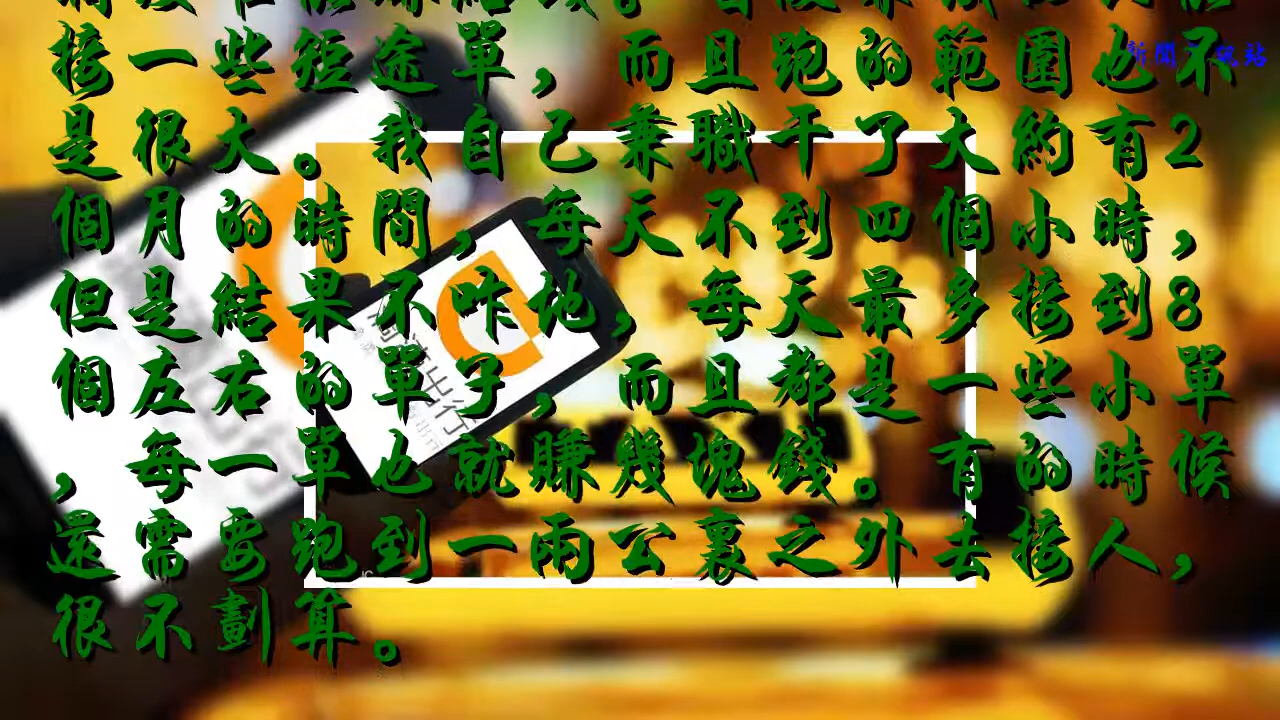 接一些短途單，而且跑的範圍也不
是很大。我自己兼職干了大約有2
個月的時間，每天不到四個小時，
但是結果不咋地，每天最多接到8
個左右的單子，而且都是一些小單
，每一單也就賺幾塊錢。有的時候
還需要跑到一兩公裏之外去接人，
很不劃算。
滴滴出行